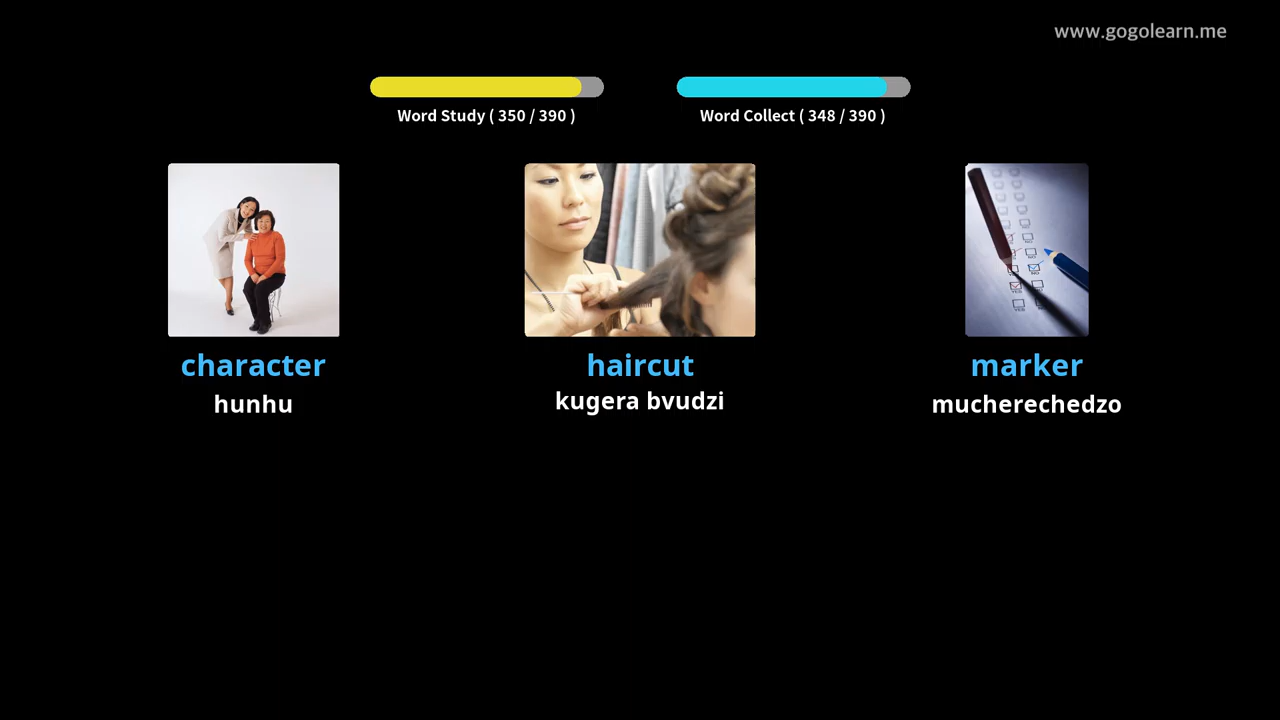 www.gogolearn.me
Word Study ( 350 / 390 )
Word Collect ( 348 / 390 )
character
haircut
marker
hunhu
kugera bvudzi
mucherechedzo